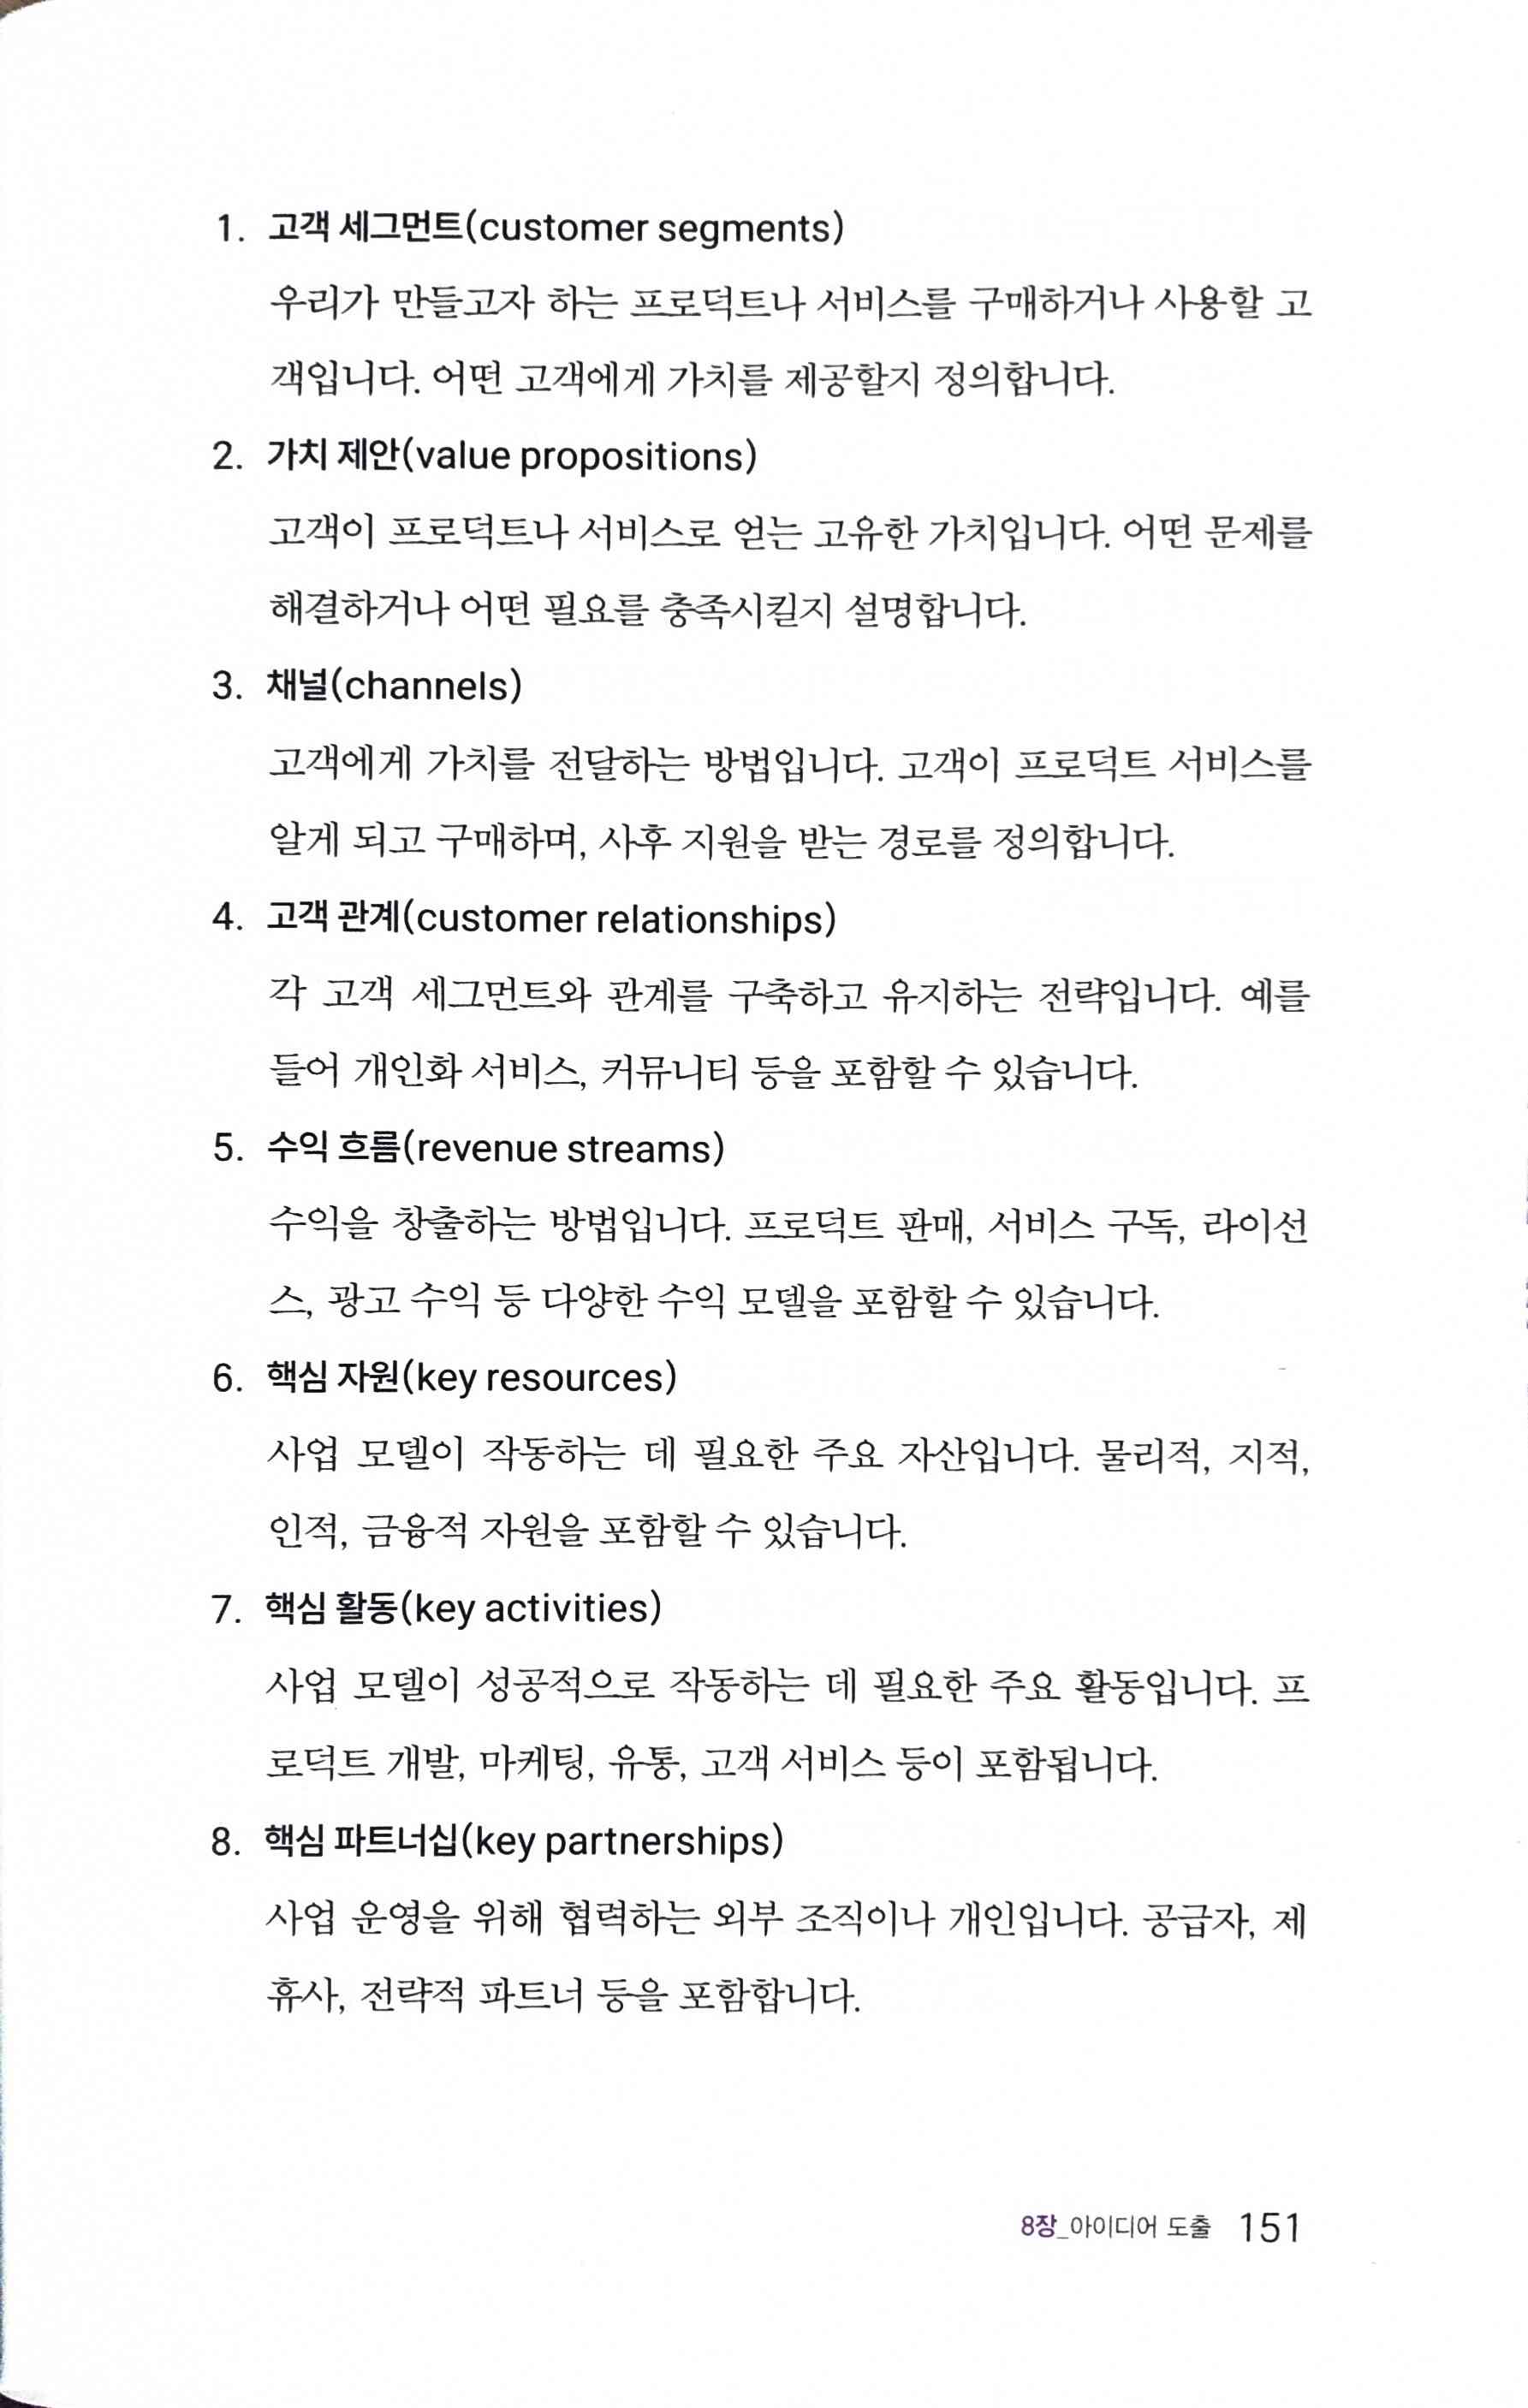 1. 고객 세그먼트(customer segments)
우리가 만들고자 하는 프로덕트나 서비스를 구매하거나 사용할 고
객입니다. 어떤 고객에게 가치를 제공할지 정의합니다.
2. 가치 제안(value propositions)
고객이 프로덕트나 서비스로 얻는 고유한 가치입니다. 어떤 문제를
해결하거나 어떤 필요를 충족시킬지 설명합니다.
3. 채널(channels)
고객에게 가치를 전달하는 방법입니다. 고객이 프로덕트 서비스를
알게 되고 구매하며, 사후 지원을 받는 경로를 정의합니다.
4. 고객 관계(customer relationships)
각 고객 세그먼트와 관계를 구축하고 유지하는 전략입니다. 예를
들어 개인화 서비스, 커뮤니티 등을 포함할 수 있습니다.
5. 수익 흐름(revenue streams)
수익을 창출하는 방법입니다. 프로덕트 판매, 서비스 구독, 라이선
스, 광고 수익 등 다양한 수익 모델을 포함할 수 있습니다.
6. 핵심 자원(key resources)
사업 모델이 작동하는 데 필요한 주요 자산입니다. 물리적, 지적,
인적, 금융적 자원을 포함할 수 있습니다.
7. 핵심 활동(key activities)
사업 모델이 성공적으로 작동하는 데 필요한 주요 활동입니다. 프
로덕트 개발, 마케팅, 유통, 고객 서비스 등이 포함됩니다.
8. 핵심 파트너십(key partnerships)
사업 운영을 위해 협력하는 외부 조직이나 개인입니다. 공급자, 제
휴사, 전략적 파트너 등을 포함합니다.
8장_아이디어 도출 151